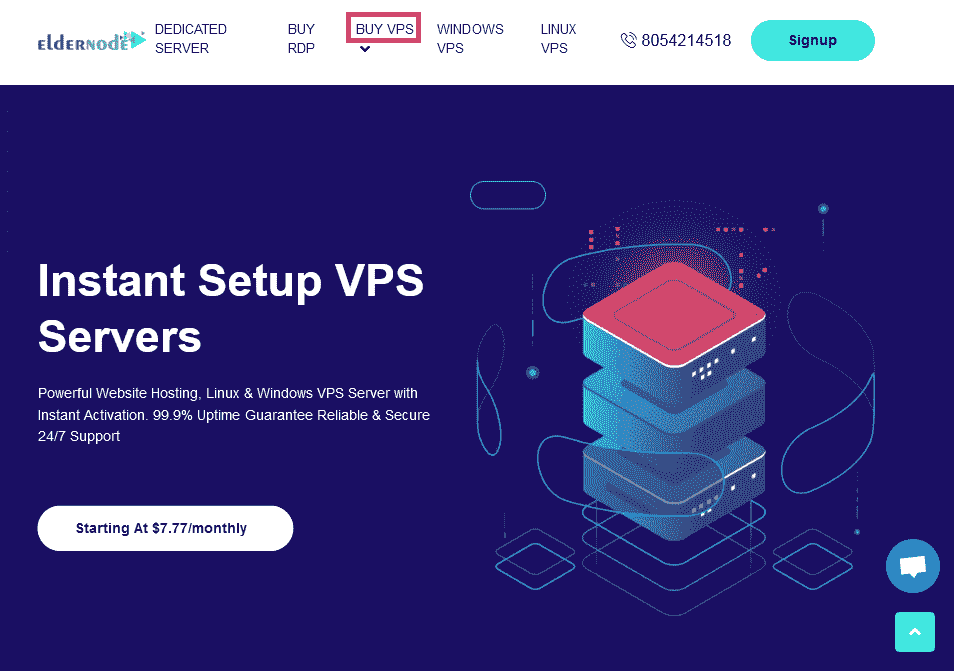 ELDERNODE
DEDICATED
SERVER
BUY
RDP
BUY VPS
WINDOWS
VPS
LINUX
VPS
8054214518
Signup
Instant Setup VPS
Servers
Powerful Website Hosting, Linux & Windows VPS Server with
Instant Activation. 99.9% Uptime Guarantee Reliable & Secure
24/7 Support
Starting At $7.77/monthly